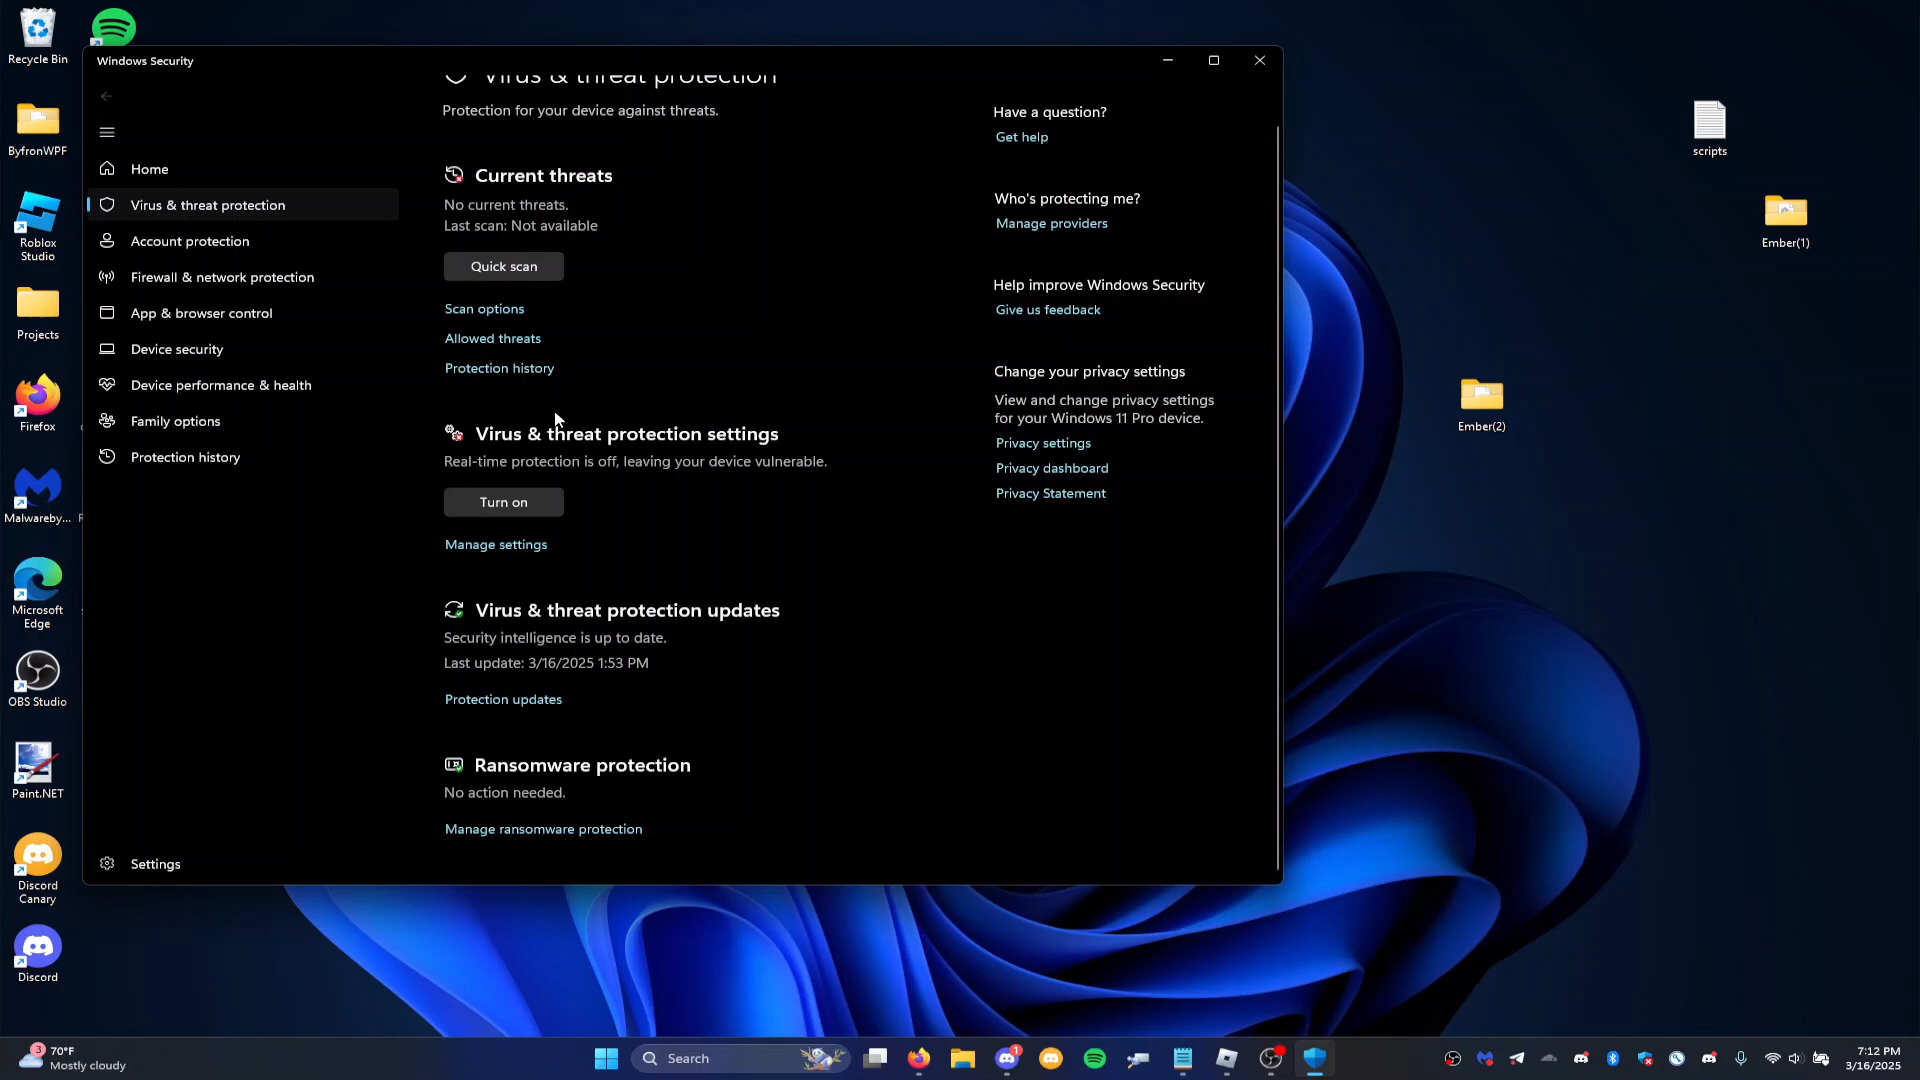 Recycle Bin
ByfronWPF
Roblox
Studio
Projects
Firefox
Malwareby...
Microsoft
Edge
OBS Studio
Paint.NET
Discord
Canary
Discord
Windows Security
Home
Virus & threat protection
Account protection
Firewall & network protection
App & browser control
Device security
Device performance & health
Family options
Protection history
Settings
Virus & threat protection
Protection for your device against threats.
Current threats
No current threats.
Last scan: Not available
Quick scan
Scan options
Allowed threats
Protection history
Virus & threat protection settings
Real-time protection is off, leaving your device vulnerable.
Turn on
Manage settings
Virus & threat protection updates
Security intelligence is up to date.
Last update: 3/16/2025 1:53 PM
Protection updates
Ransomware protection
No action needed.
Manage ransomware protection
Have a question?
Get help
Who's protecting me?
Manage providers
Help improve Windows Security
Give us feedback
Change your privacy settings
View and change privacy settings
for your Windows 11 Pro device.
Privacy settings
Privacy dashboard
Privacy Statement
scripts
Ember(1)
Ember(2)
3
70°F
Mostly cloudy
Search
1
7:12 PM
3/16/2025